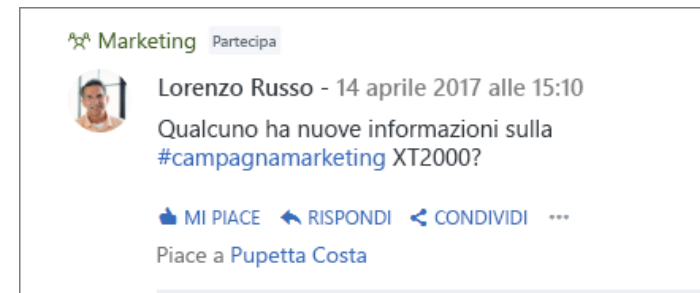 Marketing Partecipa
Lorenzo Russo - 14 aprile 2017 alle 15:10
Qualcuno ha nuove informazioni sulla
#campagnamarketing XT2000?
MI PIACE RISPONDI CONDIVIDI ...
Piace a Pupetta Costa